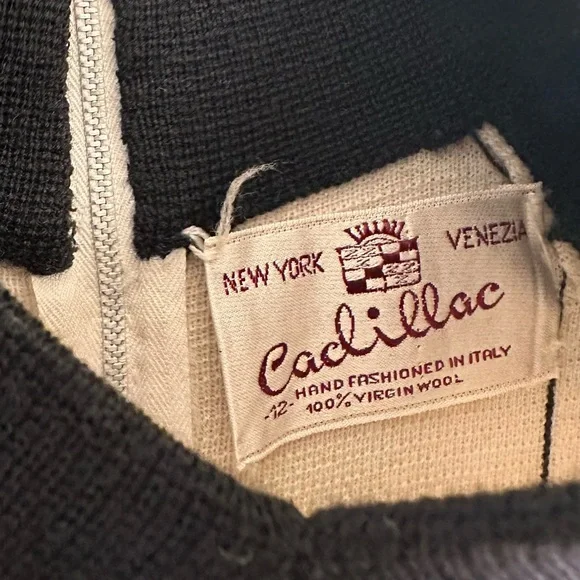 NEW YORK VENEZIA
Cadillac
HAND FASHIONED IN ITALY
-12- 100% VIRGIN WOOL